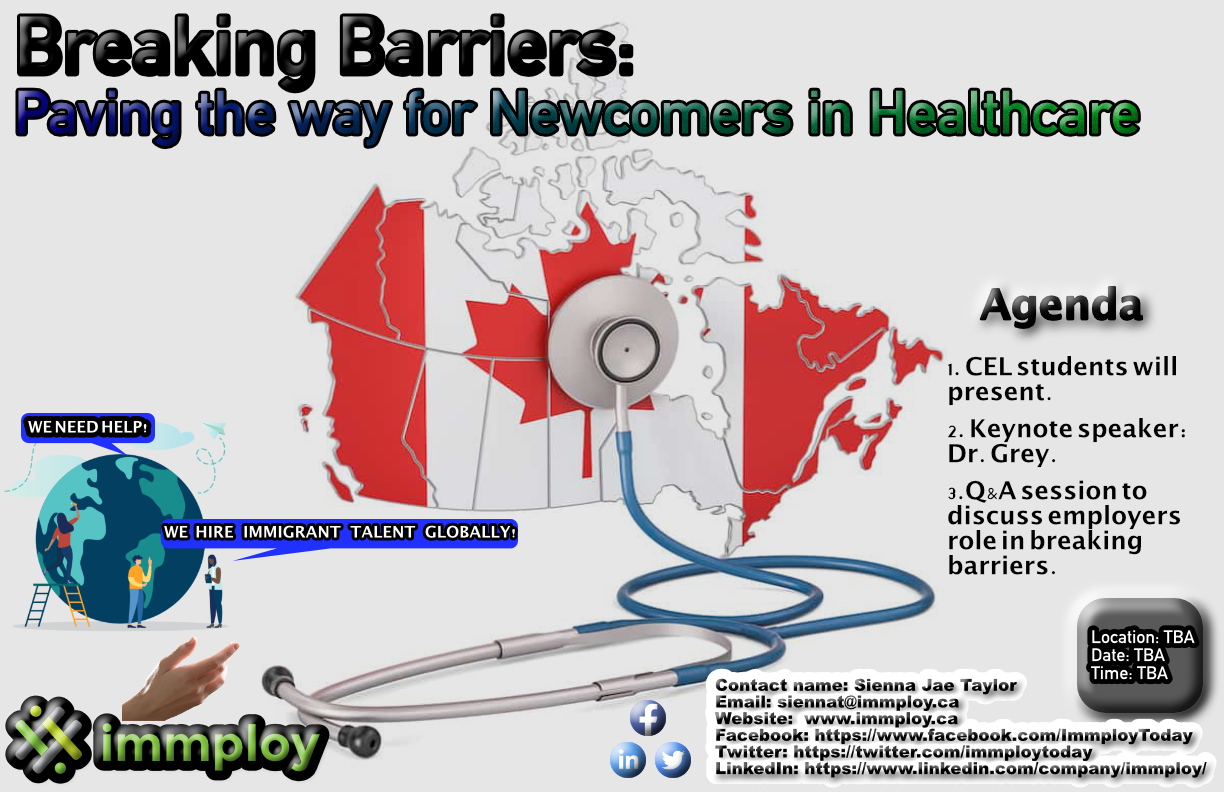 Breaking Barriers:
Paving the way for Newcomers in Healthcare
Agenda
1. CEL students will
present.
2. Keynote speaker:
Dr. Grey.
3.Q&A session to
discuss employers
role in breaking
barriers.
WE NEED HELP!
WE HIRE IMMIGRANT TALENT GLOBALLY!
Location: TBA
Date: TBA
Time: TBA
Contact name: Sienna Jae Taylor
Email: siennat@immploy.ca
Website: www.immploy.ca
Facebook: https://www.facebook.com/ImmployToday
Twitter: https://twitter.com/immploytoday
LinkedIn: https://www.linkedin.com/company/immploy/
f
in
immploy